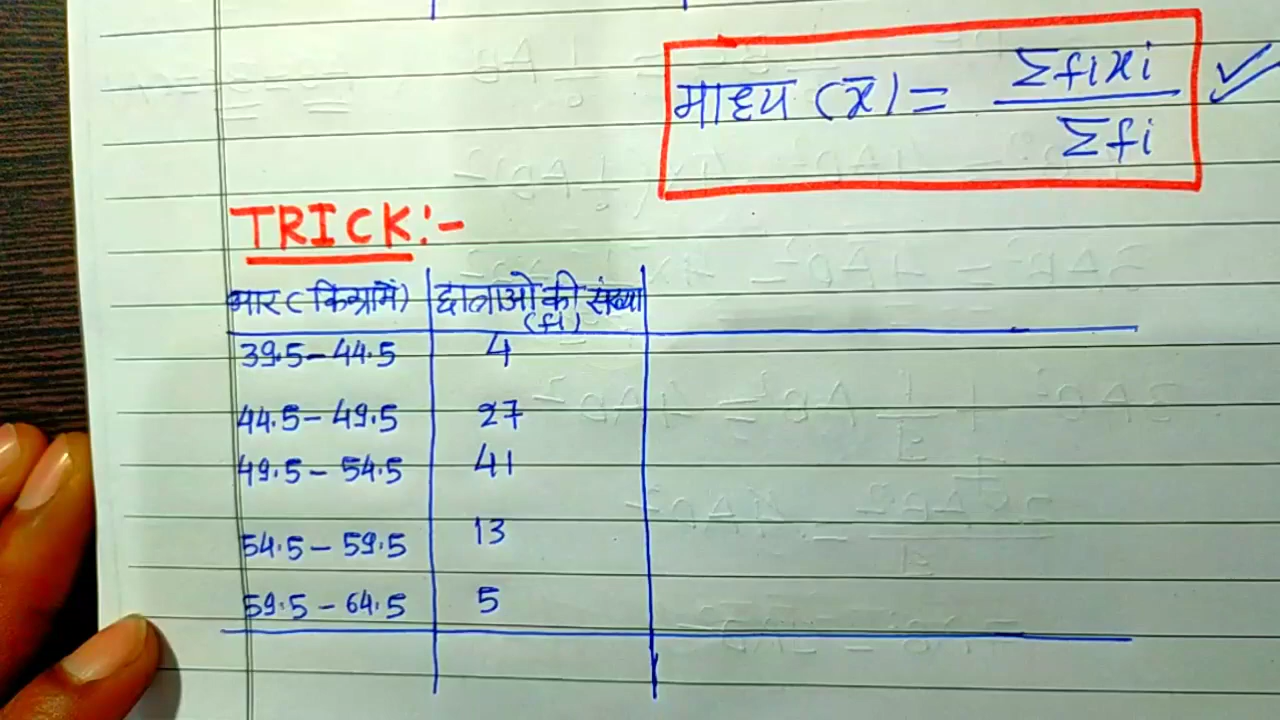 माध्य (x̄) = Σfixi / Σfi
TRICK:-
भार (किग्रामें) छात्राओं की संख्या (fi)
39.5-44.5 4
44.5-49.5 27
49.5-54.5 41
54.5-59.5 13
59.5-64.5 5